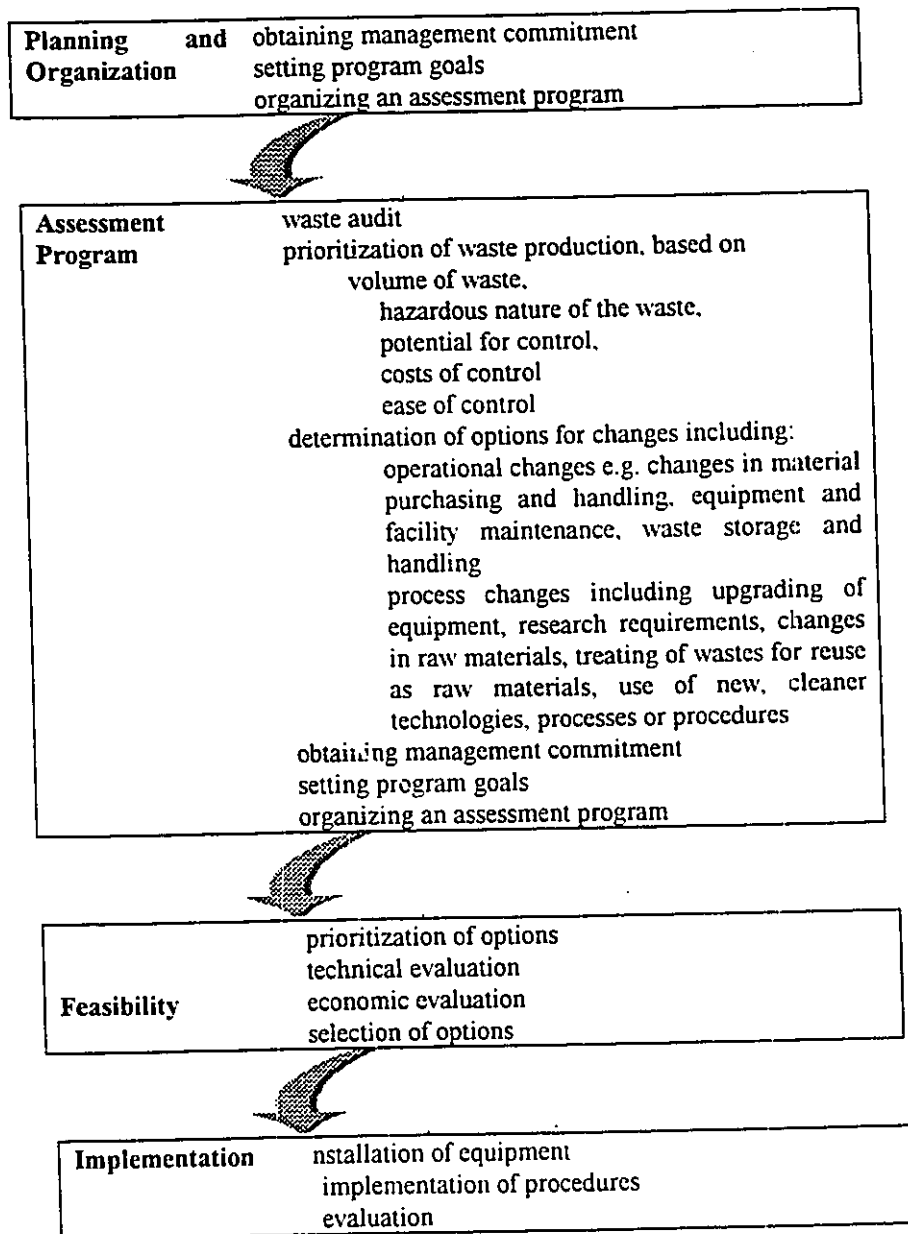 Planning and obtaining management commitment
Organization setting program goals
organizing an assessment program
Assessment waste audit
Program prioritization of waste production, based on
volume of waste,
hazardous nature of the waste,
potential for control,
costs of control
ease of control
determination of options for changes including:
operational changes e.g. changes in material
purchasing and handling, equipment and
facility maintenance, waste storage and
handling
process changes including upgrading of
equipment, research requirements, changes
in raw materials, treating of wastes for reuse
as raw materials, use of new, cleaner
technologies, processes or procedures
obtaining management commitment
setting program goals
organizing an assessment program
prioritization of options
technical evaluation
Feasibility economic evaluation
selection of options
Implementation nstallation of equipment
implementation of procedures
evaluation